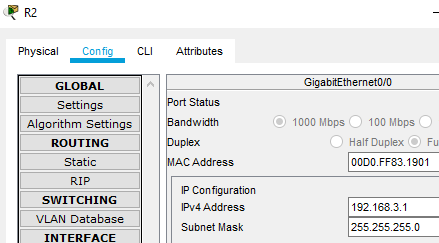 R2
Physical Config CLI Attributes
GLOBAL
Settings
Algorithm Settings
ROUTING
Static
RIP
SWITCHING
VLAN Database
INTERFACE
GigabitEthernet0/0
Port Status
Bandwidth 1000 Mbps 100 Mbps
Duplex Half Duplex Fu
MAC Address 00D0.FF83.1901
IP Configuration
IPv4 Address 192.168.3.1
Subnet Mask 255.255.255.0